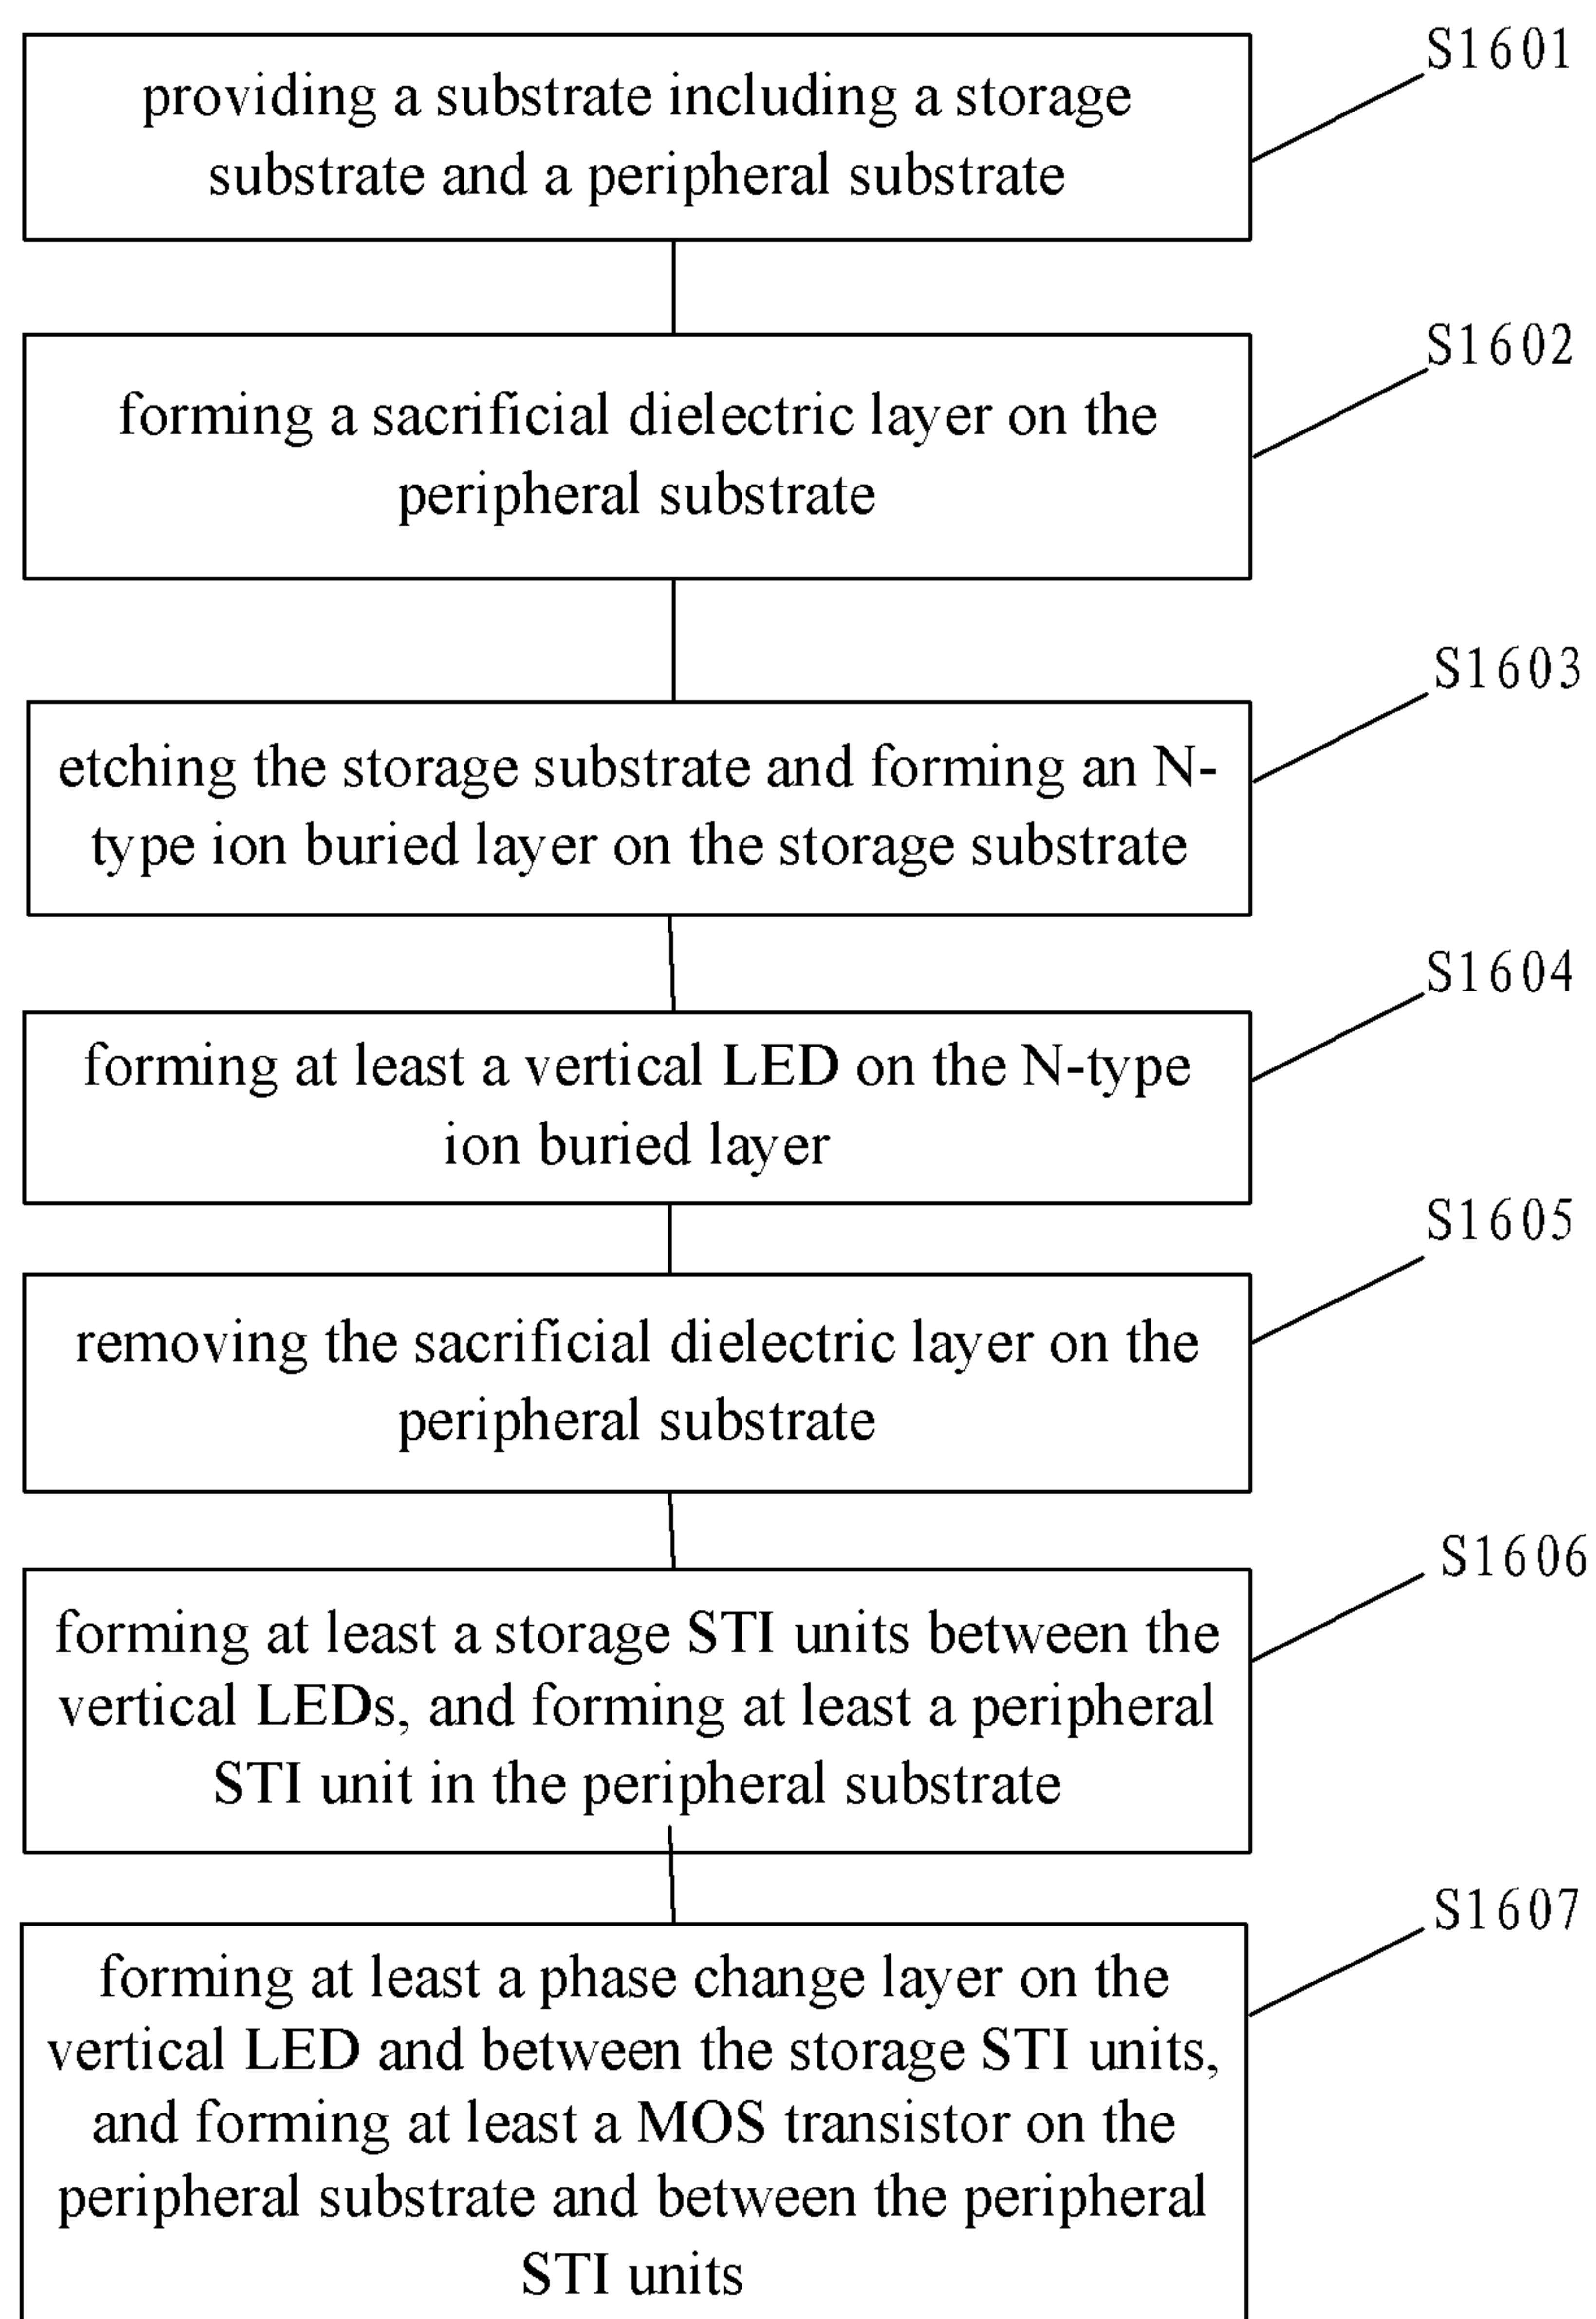 S1601
providing a substrate including a storage
substrate and a peripheral substrate
S1602
forming a sacrificial dielectric layer on the
peripheral substrate
S1603
etching the storage substrate and forming an N-
type ion buried layer on the storage substrate
S1604
forming at least a vertical LED on the N-type
ion buried layer
S1605
removing the sacrificial dielectric layer on the
peripheral substrate
S1606
forming at least a storage STI units between the
vertical LEDs, and forming at least a peripheral
STI unit in the peripheral substrate
S1607
forming at least a phase change layer on the
vertical LED and between the storage STI units,
and forming at least a MOS transistor on the
peripheral substrate and between the peripheral
STI units